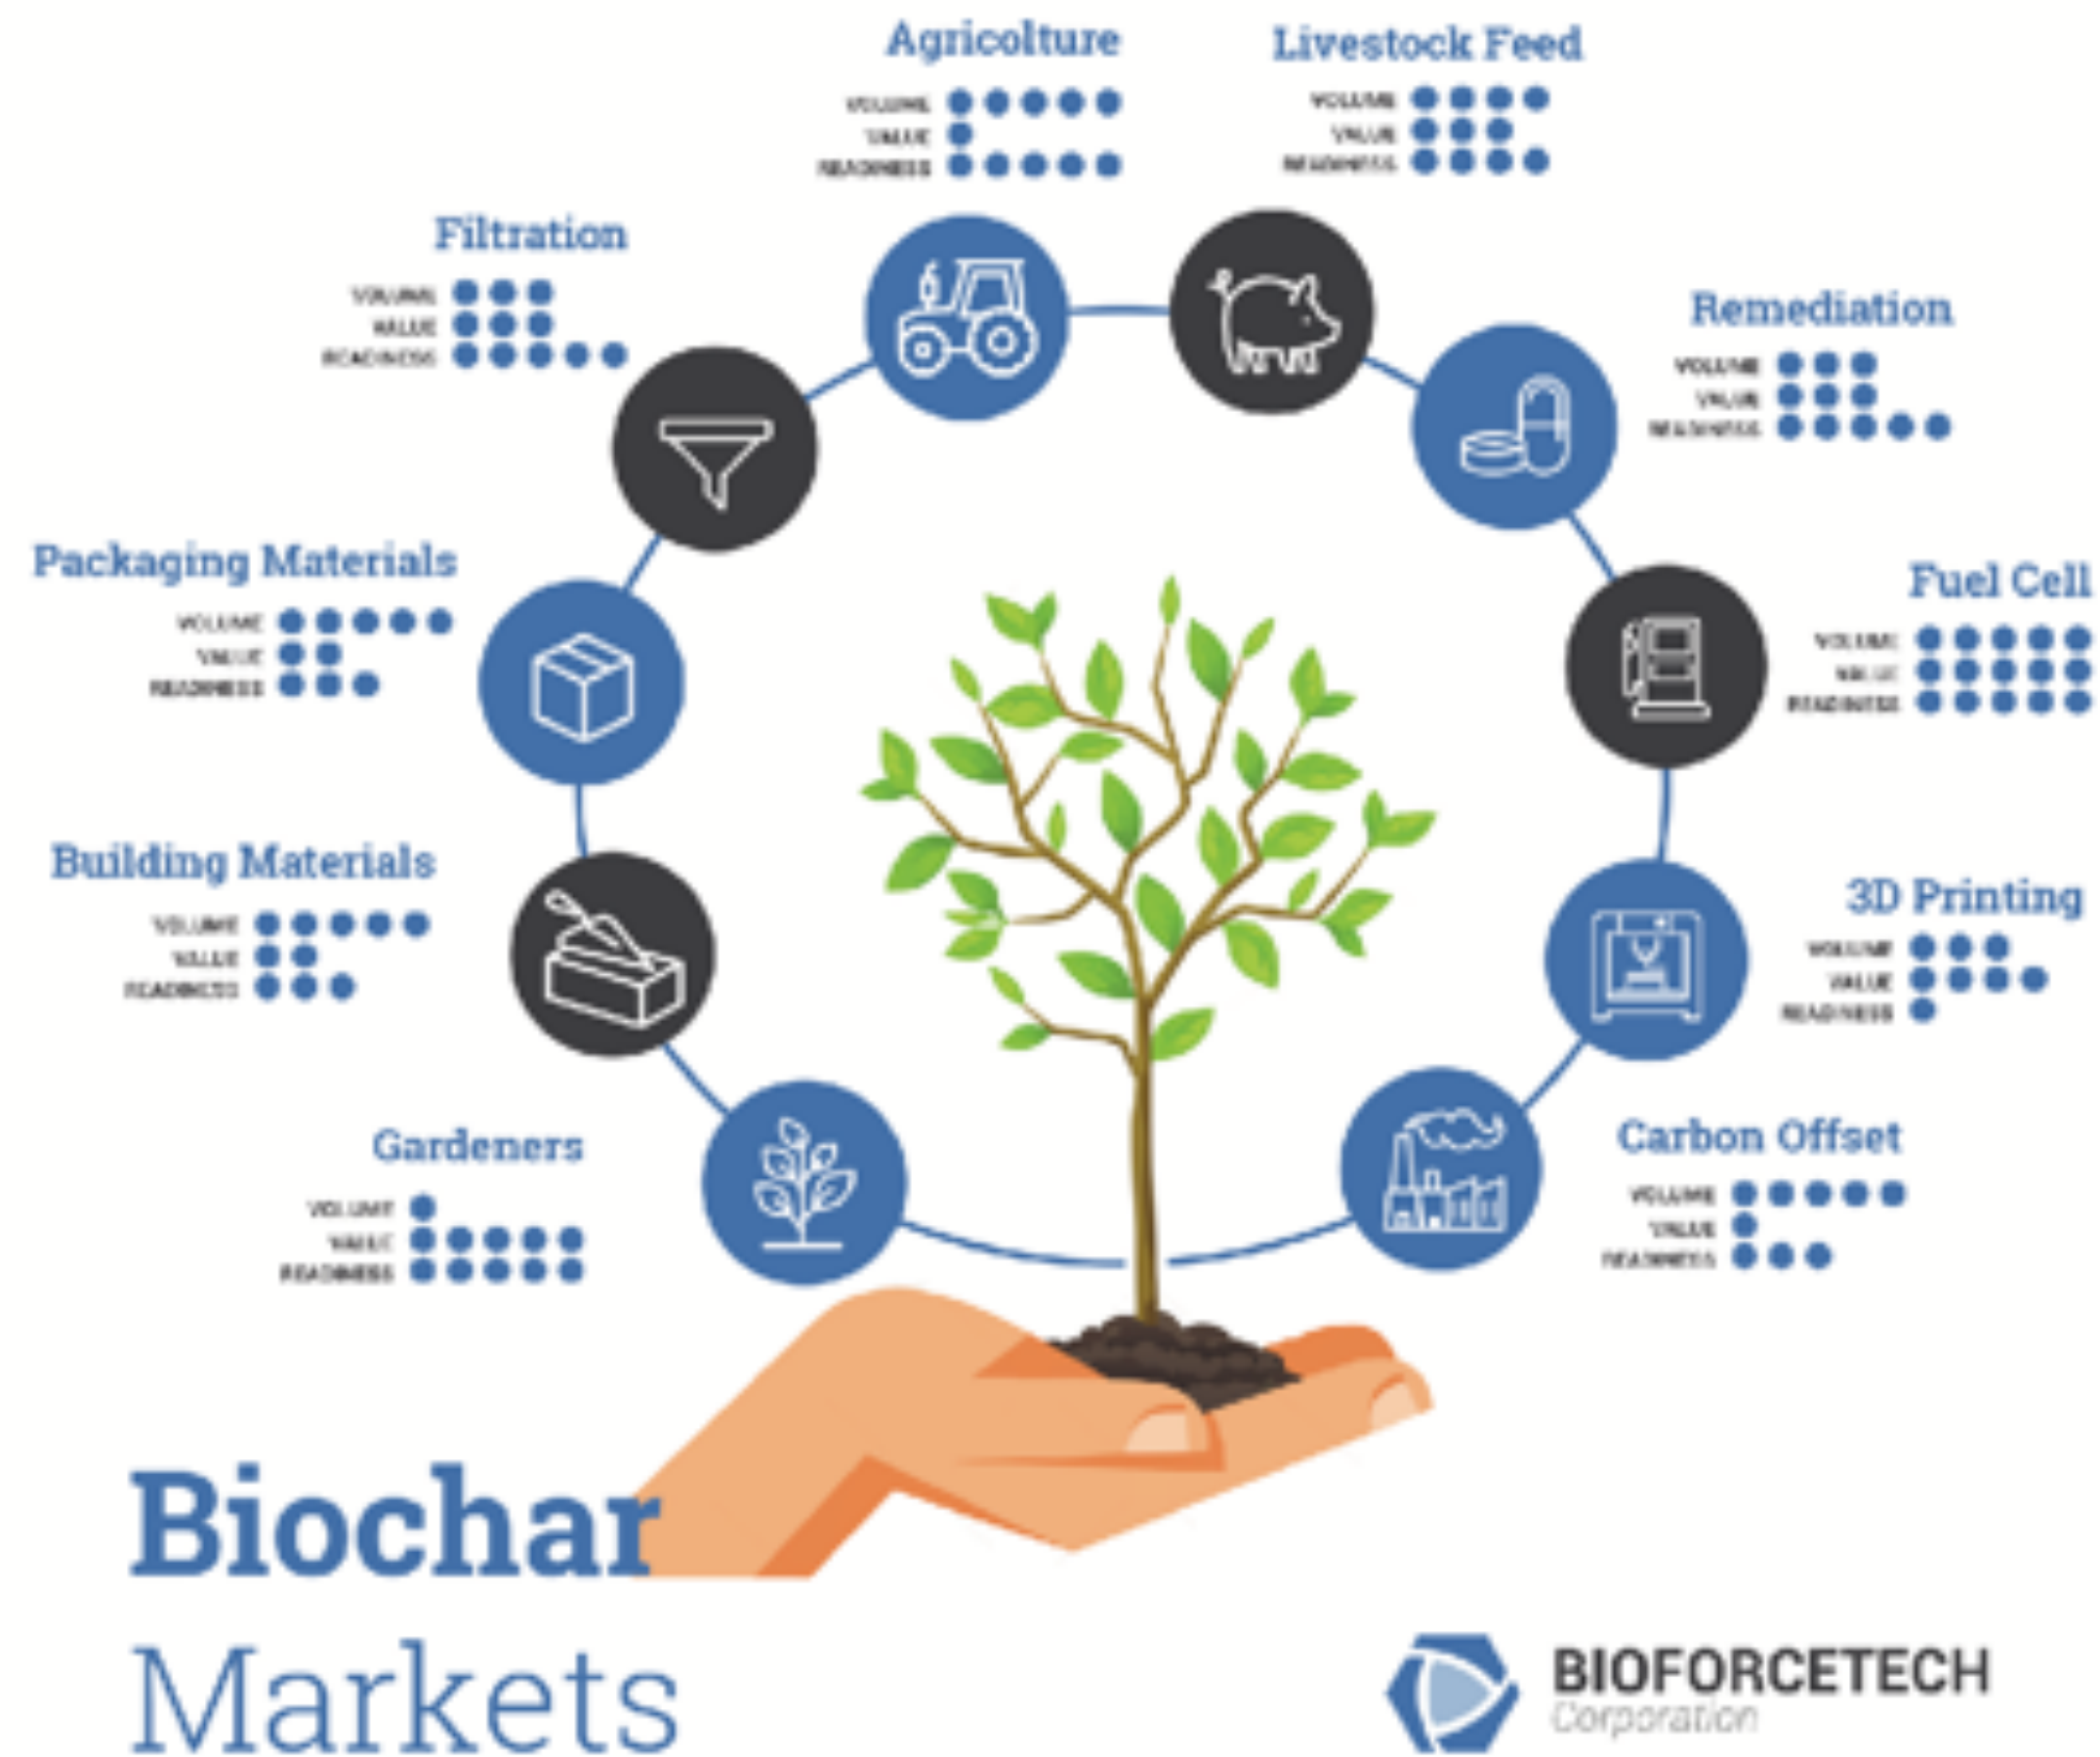 Agricolture
VOLUME
VALUE
READINESS
Livestock Feed
VOLUME
VALUE
READINESS
Filtration
VOLUME
VALUE
READINESS
Remediation
VOLUME
VALUE
READINESS
Packaging Materials
VOLUME
VALUE
READINESS
Fuel Cell
VOLUME
VALUE
READINESS
Building Materials
VOLUME
VALUE
READINESS
3D Printing
VOLUME
VALUE
READINESS
Gardeners
VOLUME
VALUE
READINESS
Carbon Offset
VOLUME
VALUE
READINESS
Biochar
Markets
BIOFORCETECH
Corporation